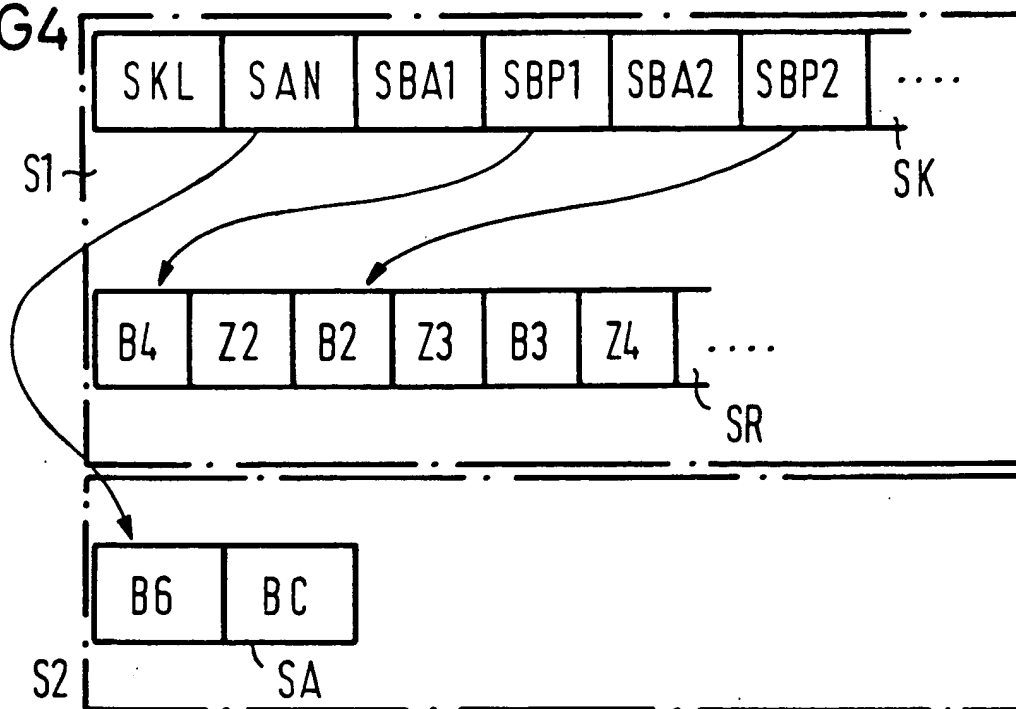 G4
SKL SAN SBA1 SBP1 SBA2 SBP2 ....
S1 SK
B4 Z2 B2 Z3 B3 Z4 ....
SR
B6 BC
S2 SA